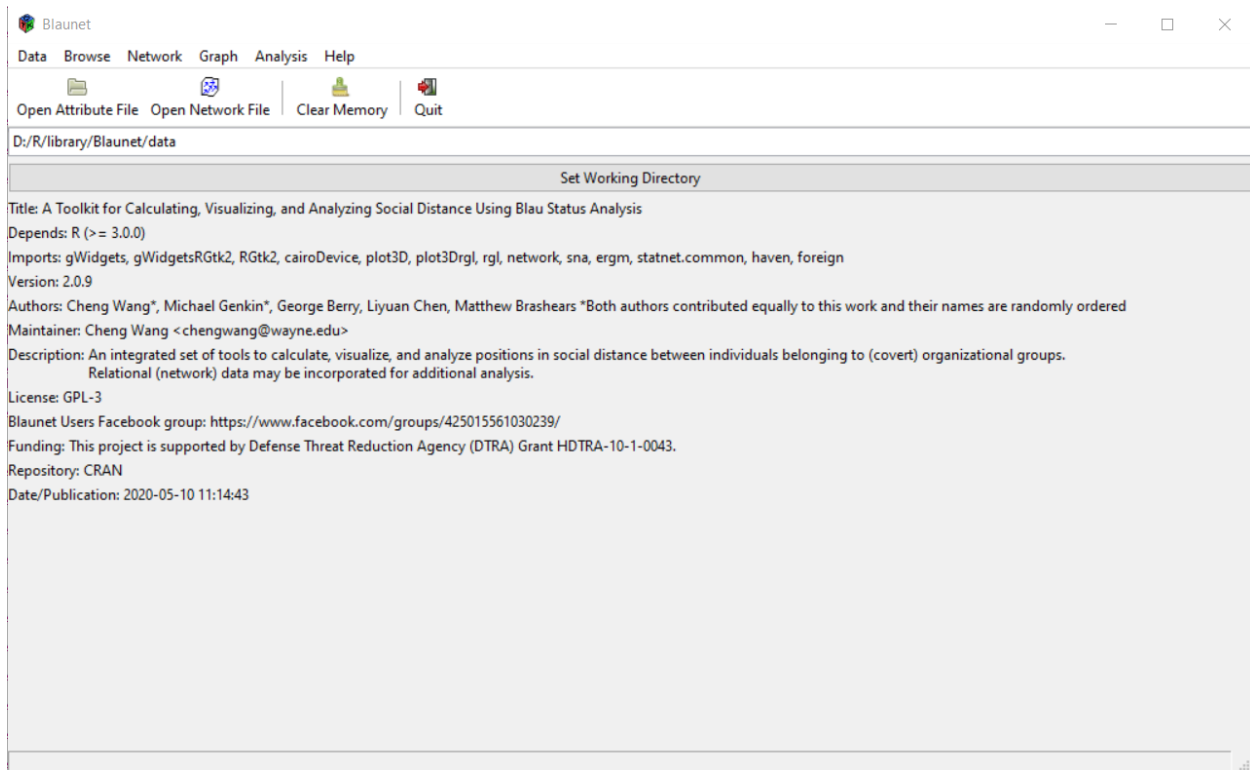 Blaunet
Data Browse Network Graph Analysis Help
Open Attribute File Open Network File Clear Memory Quit
D:/R/library/Blaunet/data
Set Working Directory
Title: A Toolkit for Calculating, Visualizing, and Analyzing Social Distance Using Blau Status Analysis
Depends: R (>= 3.0.0)
Imports: gWidgets, gWidgetsRGtk2, RGtk2, cairoDevice, plot3D, plot3Drgl, rgl, network, sna, ergm, statnet.common, haven, foreign
Version: 2.0.9
Authors: Cheng Wang*, Michael Genkin*, George Berry, Liyuan Chen, Matthew Brashears *Both authors contributed equally to this work and their names are randomly ordered
Maintainer: Cheng Wang <chengwang@wayne.edu>
Description: An integrated set of tools to calculate, visualize, and analyze positions in social distance between individuals belonging to (covert) organizational groups.
Relational (network) data may be incorporated for additional analysis.
License: GPL-3
Blaunet Users Facebook group: https://www.facebook.com/groups/425015561030239/
Funding: This project is supported by Defense Threat Reduction Agency (DTRA) Grant HDTRA-10-1-0043.
Repository: CRAN
Date/Publication: 2020-05-10 11:14:43